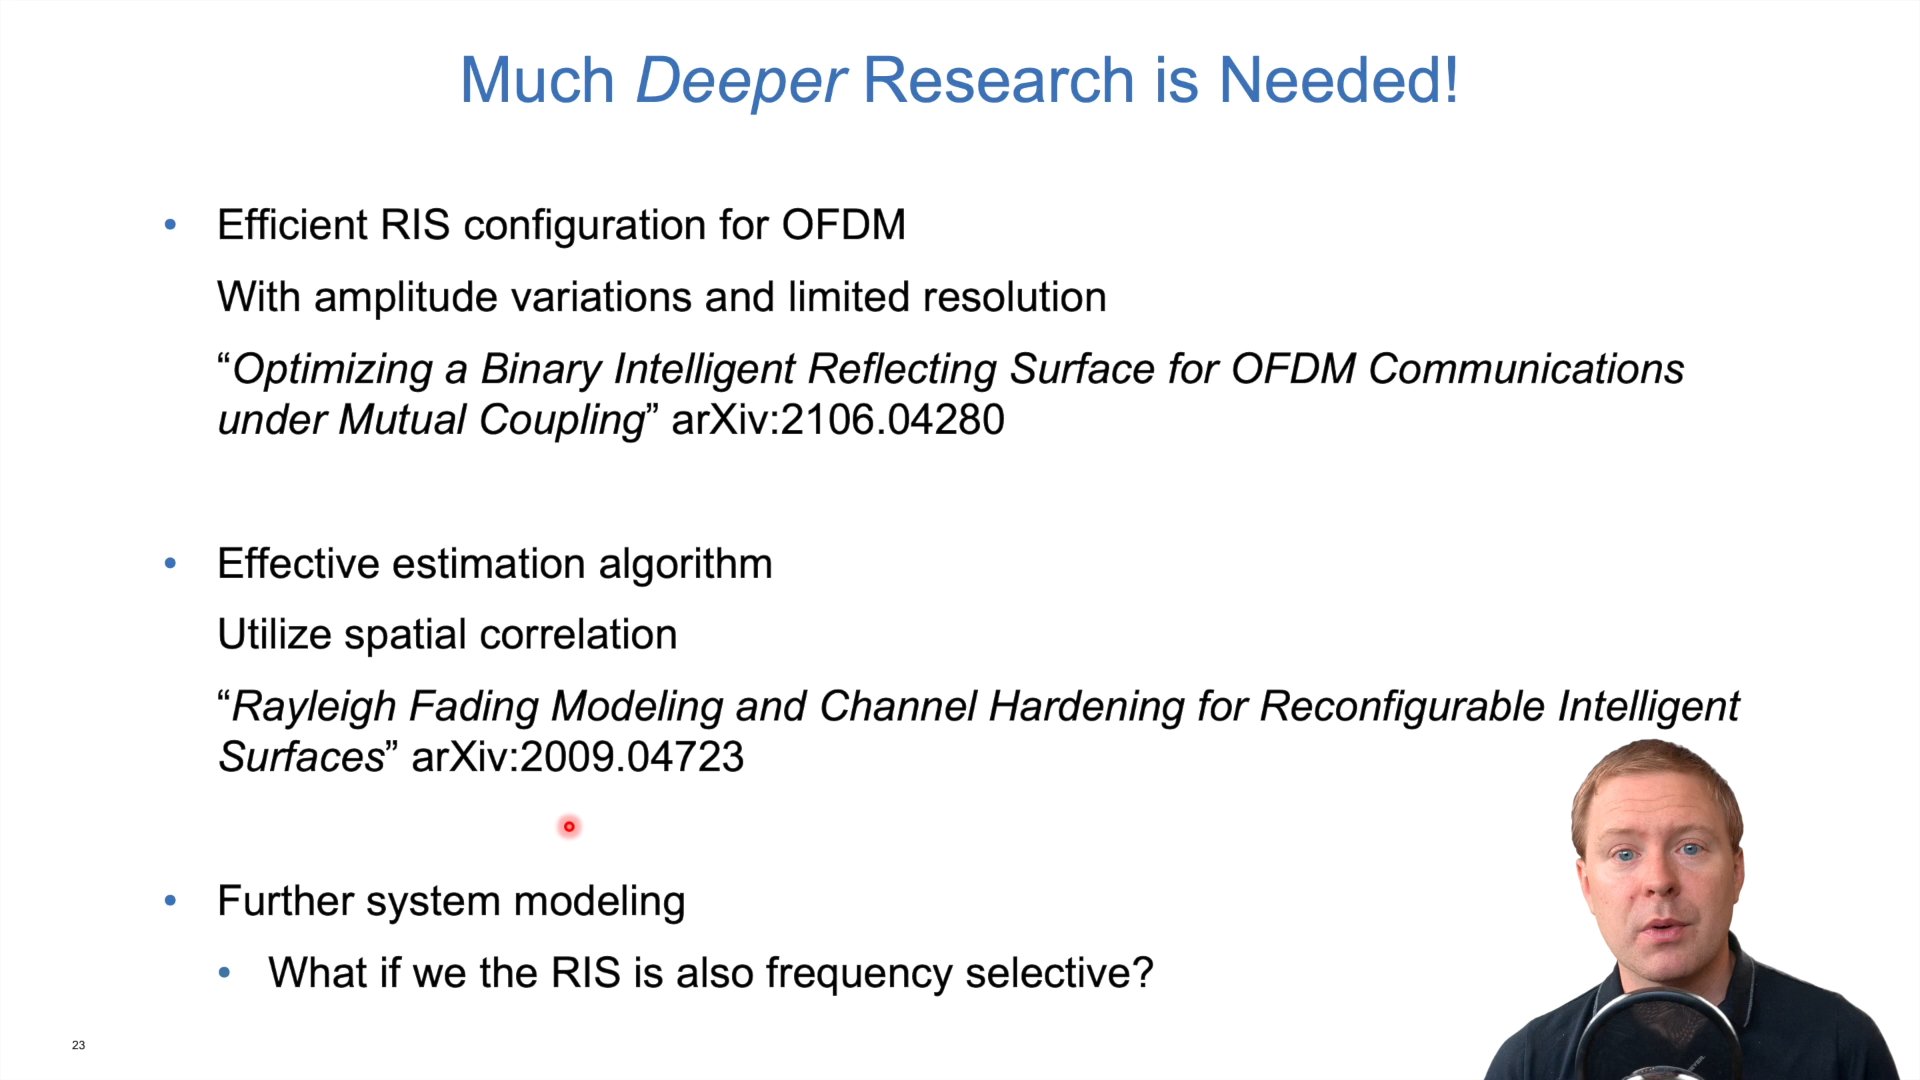 Much Deeper Research is Needed!
• Efficient RIS configuration for OFDM
With amplitude variations and limited resolution
“Optimizing a Binary Intelligent Reflecting Surface for OFDM Communications
under Mutual Coupling” arXiv:2106.04280
• Effective estimation algorithm
Utilize spatial correlation
“Rayleigh Fading Modeling and Channel Hardening for Reconfigurable Intelligent
Surfaces” arXiv:2009.04723
• Further system modeling
• What if we the RIS is also frequency selective?
23